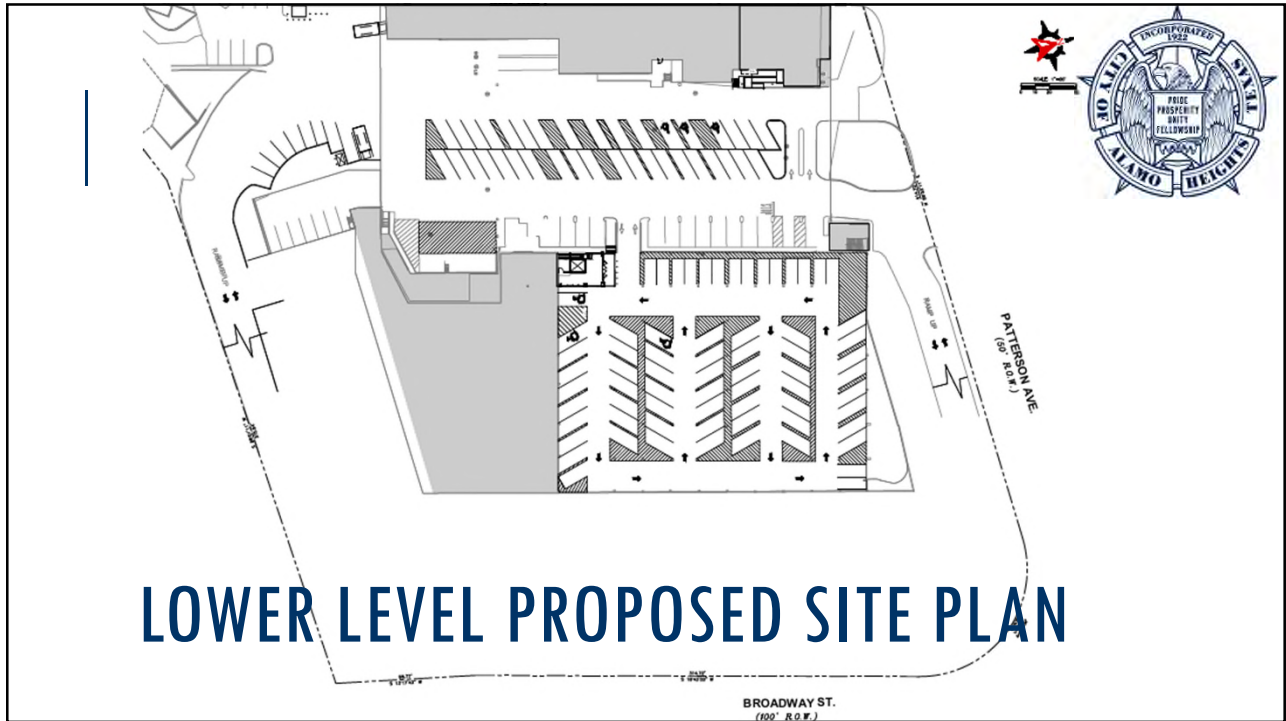 INCORPORATED
1922
CITY OF
TEXAS
PRIDE
PROSPERITY
UNITY
FELLOWSHIP
ALAMO HEIGHTS
RAMP UP
PATTERSON AVE.
(50' R.O.W.)
LOWER LEVEL PROPOSED SITE PLAN
BROADWAY ST.
(100' R.O.W.)